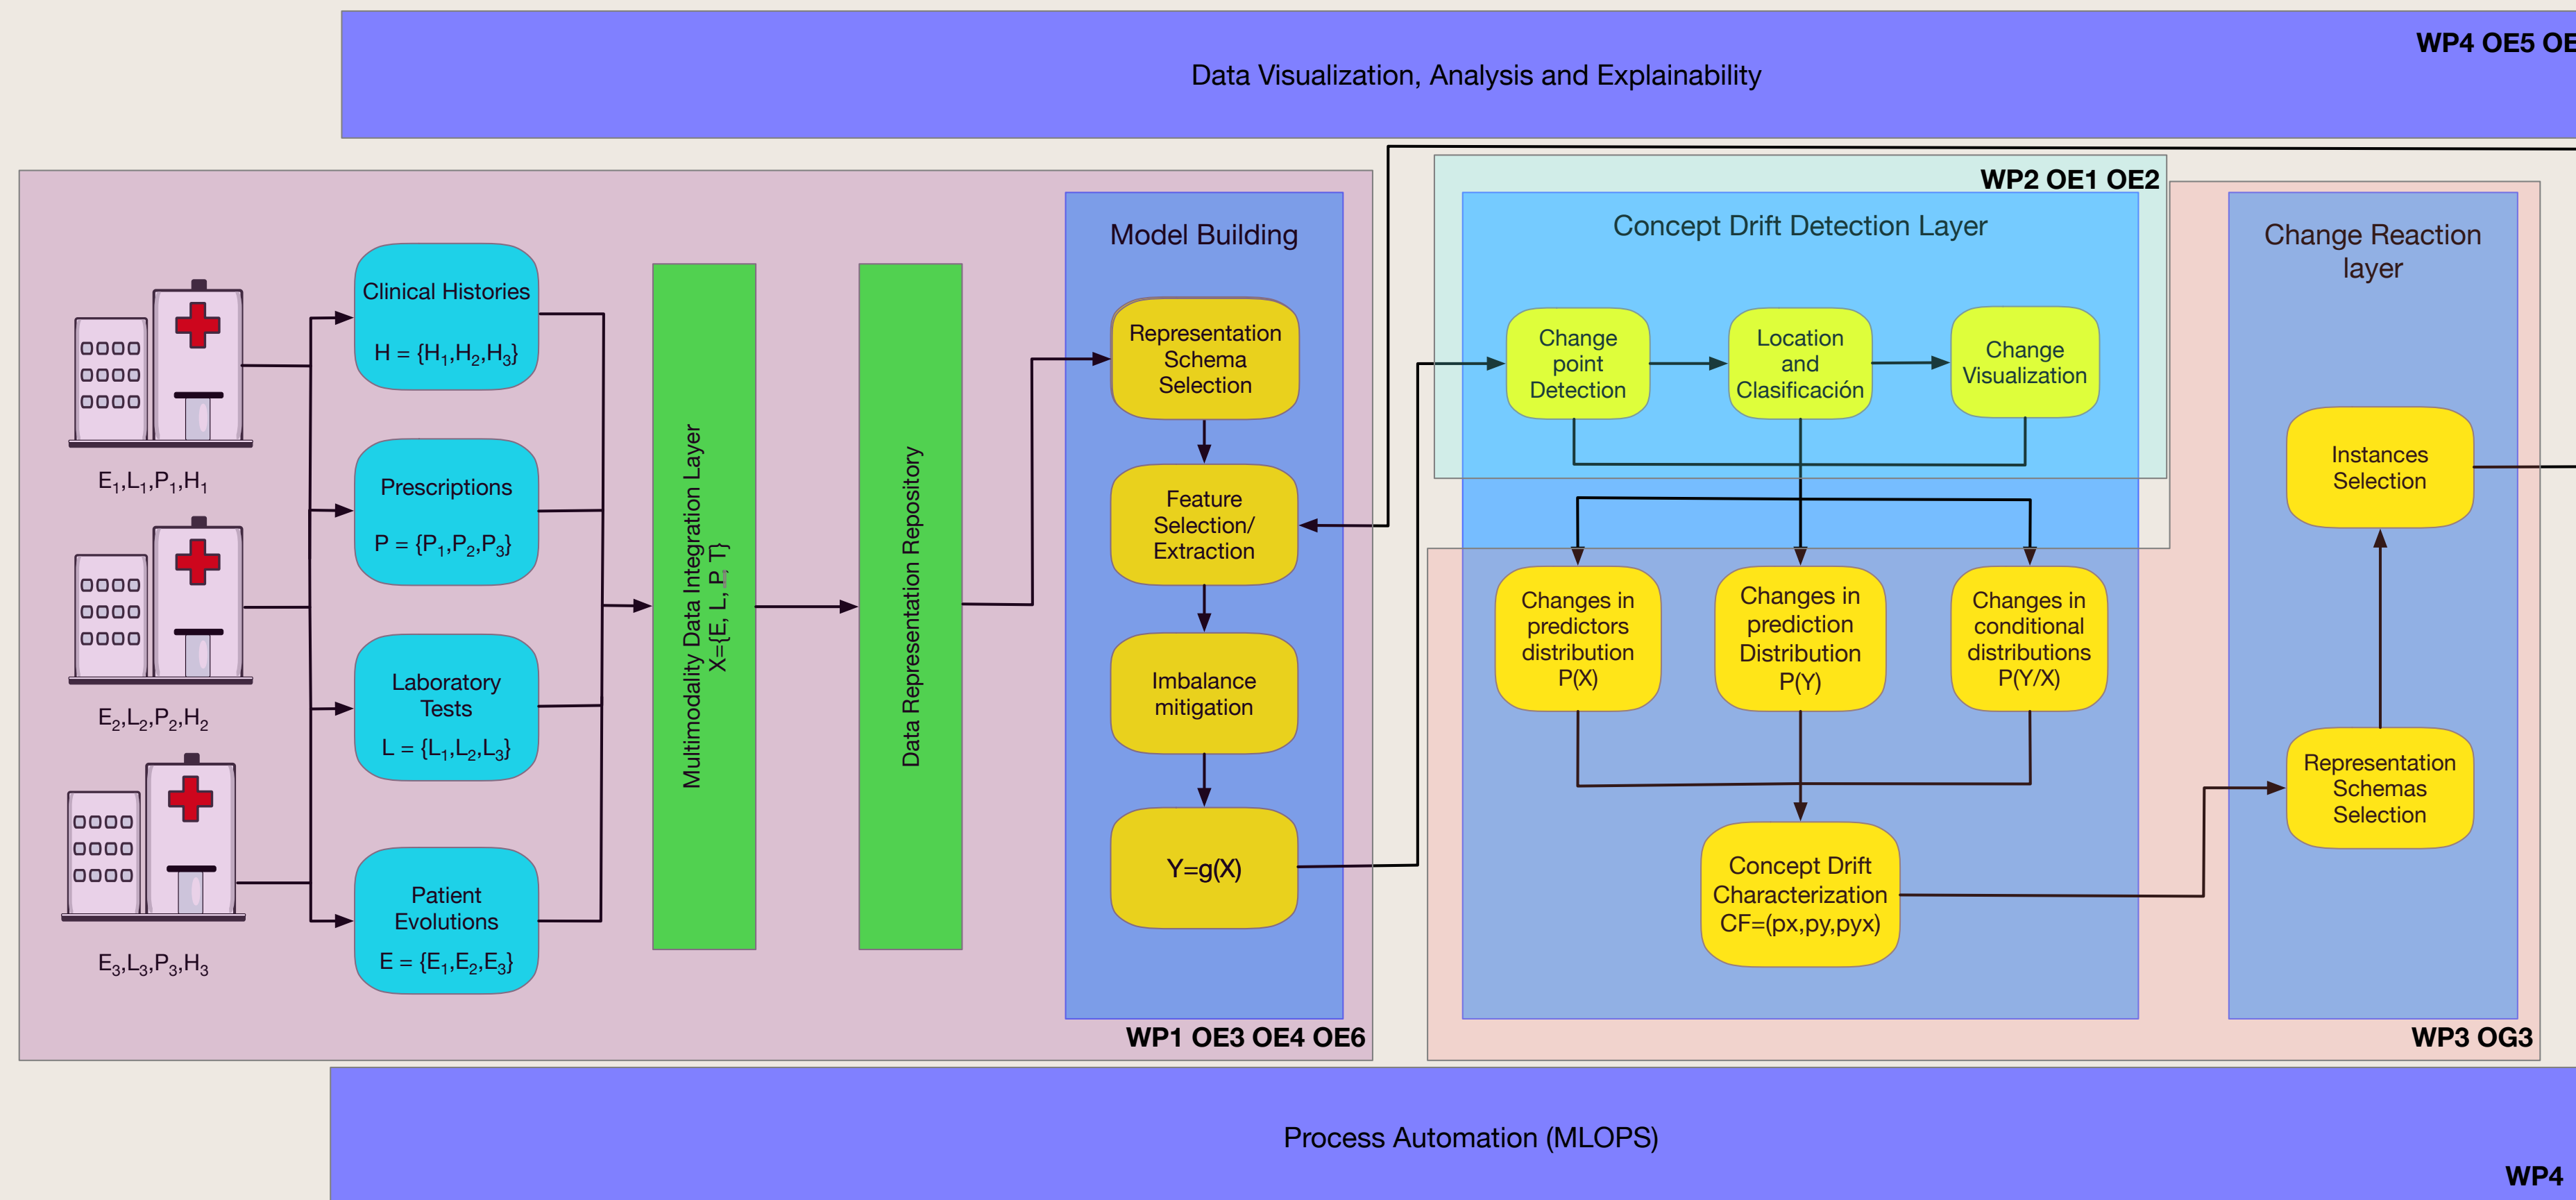 WP4 OE5 OE
Data Visualization, Analysis and Explainability
E1,L1,P1,H1
E2,L2,P2,H2
E3,L3,P3,H3
Clinical Histories
H = {H1,H2,H3}
Prescriptions
P = {P1,P2,P3}
Laboratory
Tests
L = {L1,L2,L3}
Patient
Evolutions
E = {E1,E2,E3}
Multimodality Data Integration Layer
X={E, L, P, T}
Data Representation Repository
Model Building
Representation
Schema
Selection
Feature
Selection/
Extraction
Imbalance
mitigation
Y=g(X)
WP1 OE3 OE4 OE6
WP2 OE1 OE2
Concept Drift Detection Layer
Change
point
Detection
Location
and
Clasificación
Change
Visualization
Changes in
predictors
distribution
P(X)
Changes in
prediction
Distribution
P(Y)
Changes in
conditional
distributions
P(Y/X)
Concept Drift
Characterization
CF=(px,py,pyx)
Change Reaction
layer
Instances
Selection
Representation
Schemas
Selection
WP3 OG3
Process Automation (MLOPS)
WP4